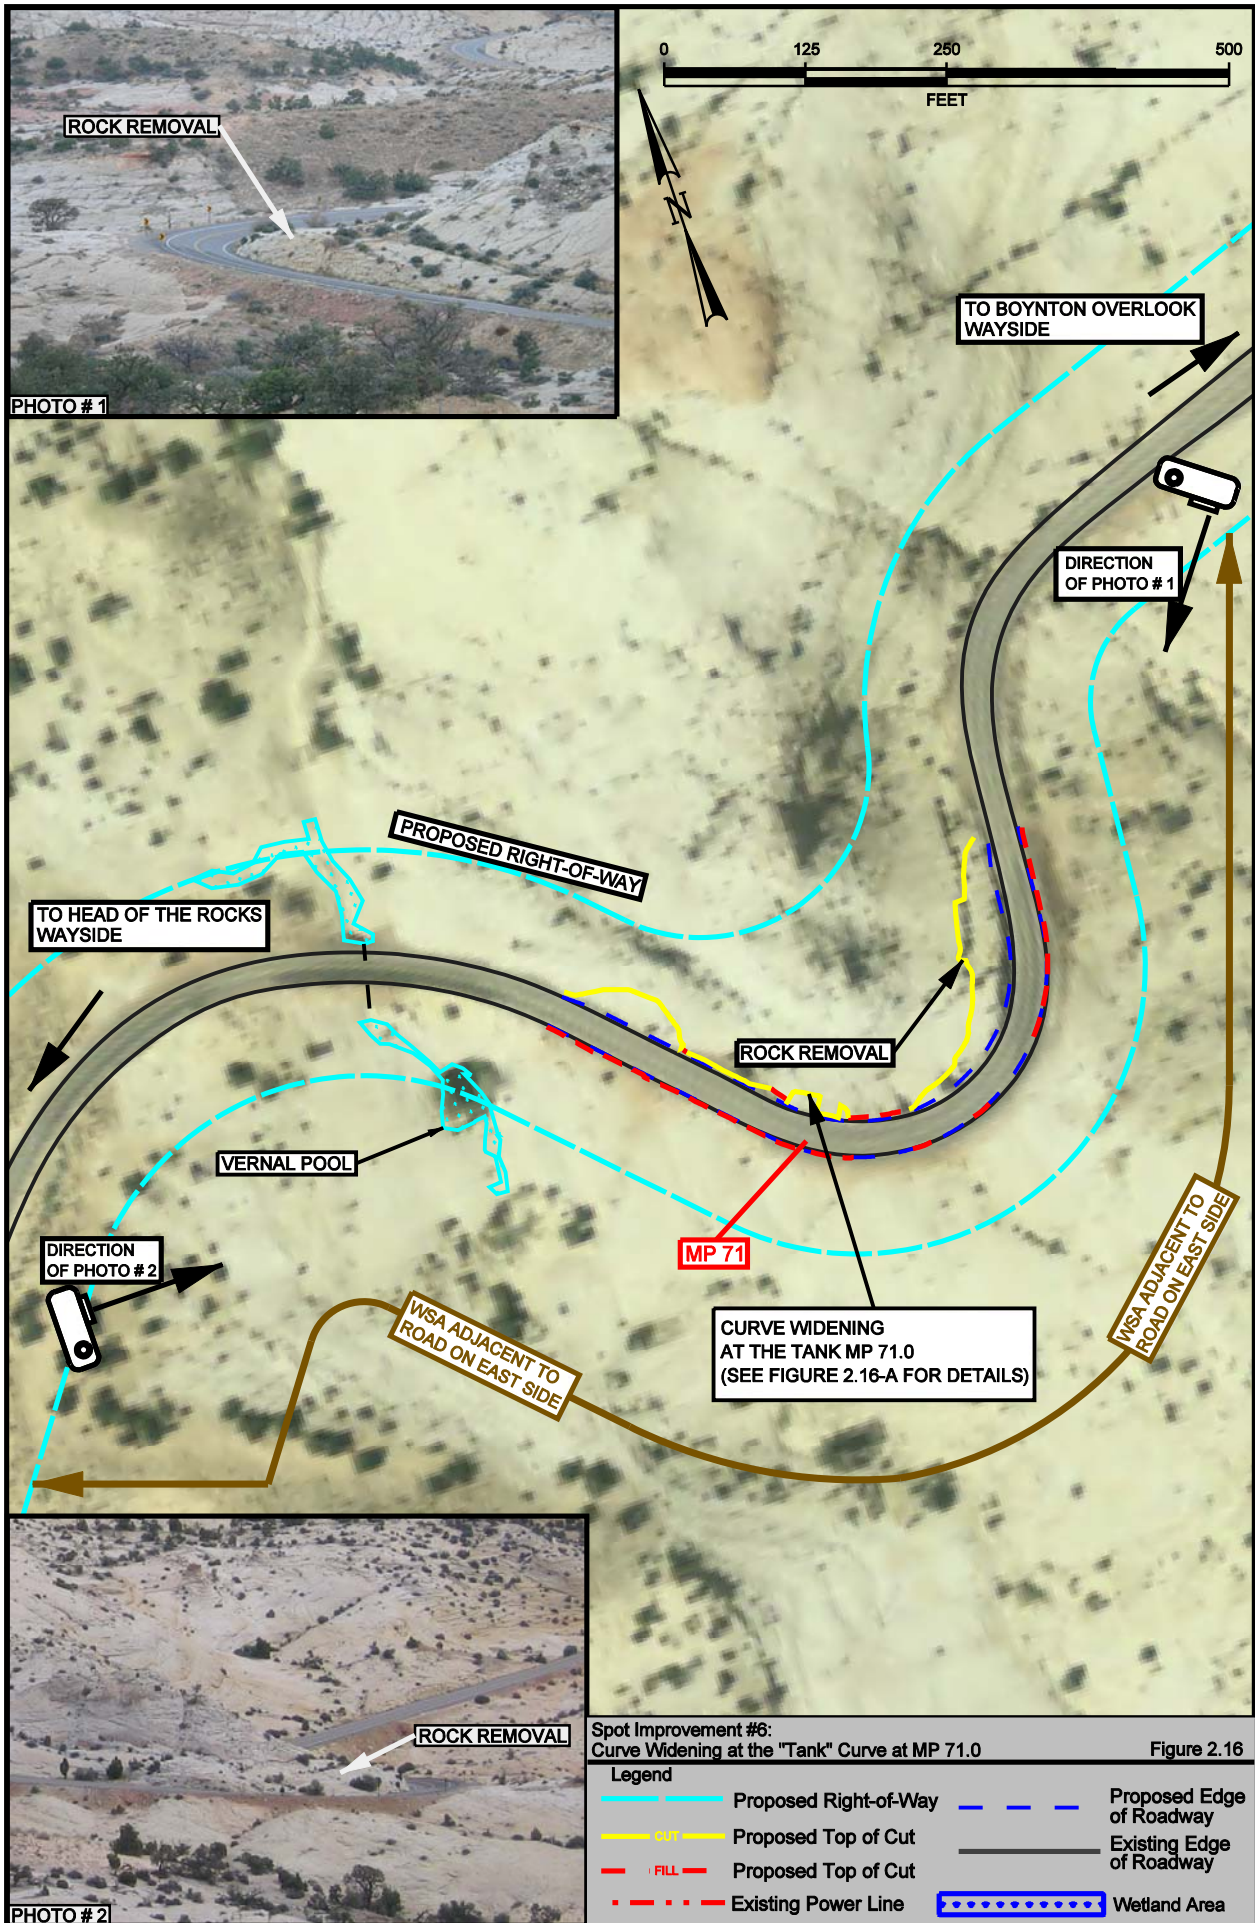 ROCK REMOVAL
PHOTO # 1
0 125 250 500
FEET
N
TO BOYNTON OVERLOOK
WAYSIDE
DIRECTION
OF PHOTO # 1
PROPOSED RIGHT-OF-WAY
TO HEAD OF THE ROCKS
WAYSIDE
ROCK REMOVAL
VERNAL POOL
MP 71
DIRECTION
OF PHOTO # 2
WSA ADJACENT TO
ROAD ON EAST SIDE
WSA ADJACENT TO
ROAD ON EAST SIDE
CURVE WIDENING
AT THE TANK MP 71.0
(SEE FIGURE 2.16-A FOR DETAILS)
ROCK REMOVAL
PHOTO # 2
Spot Improvement #6:
Curve Widening at the "Tank" Curve at MP 71.0
Figure 2.16
Legend
Proposed Right-of-Way
CUT
Proposed Top of Cut
FILL
Proposed Top of Cut
Existing Power Line
Proposed Edge
of Roadway
Existing Edge
of Roadway
Wetland Area